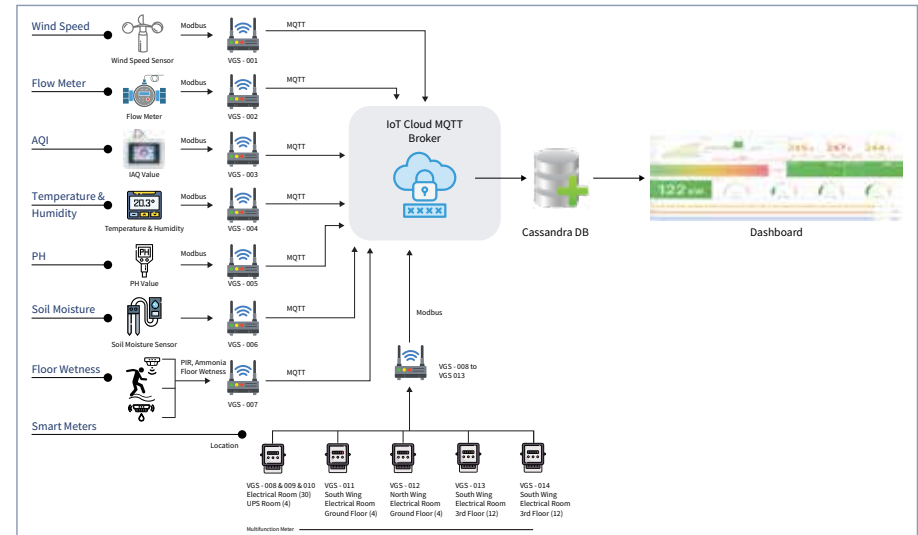 Wind Speed
Modbus
MQTT
Wind Speed Sensor
VGS - 001
Flow Meter
Modbus
MQTT
Flow Meter
VGS - 002
AQI
Modbus
MQTT
IAQ Value
VGS - 003
Temperature &
Humidity
20.3°
Modbus
MQTT
Temperature & Humidity
VGS - 004
PH
PH
Modbus
MQTT
PH Value
VGS - 005
Soil Moisture
MQTT
Soil Moisture Sensor
VGS - 006
Floor Wetness
PIR, Ammonia
Floor Wetness
MQTT
VGS - 007
IoT Cloud MQTT
Broker
Cassandra DB
122
Dashboard
Modbus
VGS - 008 to
VGS 013
Smart Meters
Location
VGS - 008 & 009 & 010
Electrical Room (30)
UPS Room (4)
VGS - 011
South Wing
Electrical Room
Ground Floor (4)
VGS - 012
North Wing
Electrical Room
Ground Floor (4)
VGS - 013
South Wing
Electrical Room
3rd Floor (12)
VGS - 014
South Wing
Electrical Room
3rd Floor (12)
Multifunction Meter